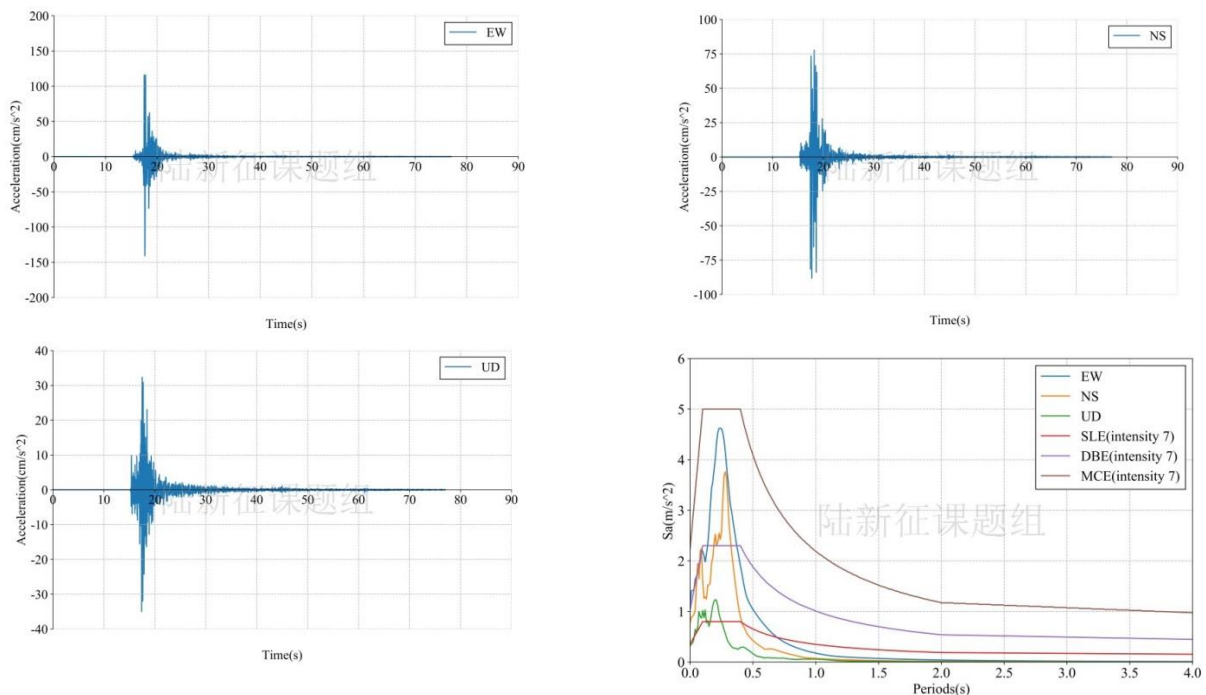 200
150
100
50
0
-50
-100
-150
-200
0 10 20 30 40 50 60 70 80 90
Acceleration(cm/s^2)
Time(s)
EW
陆新征课题组
100
75
50
25
0
-25
-50
-75
-100
0 10 20 30 40 50 60 70 80 90
Acceleration(cm/s^2)
Time(s)
NS
陆新征课题组
40
30
20
10
0
-10
-20
-30
-40
0 10 20 30 40 50 60 70 80 90
Acceleration(cm/s^2)
Time(s)
UD
陆新征课题组
6
5
4
3
2
1
0
0 0.5 1.0 1.5 2.0 2.5 3.0 3.5 4.0
Sa(m/s^2)
Periods(s)
EW
NS
UD
SLE(intensity 7)
DBE(intensity 7)
MCE(intensity 7)
陆新征课题组